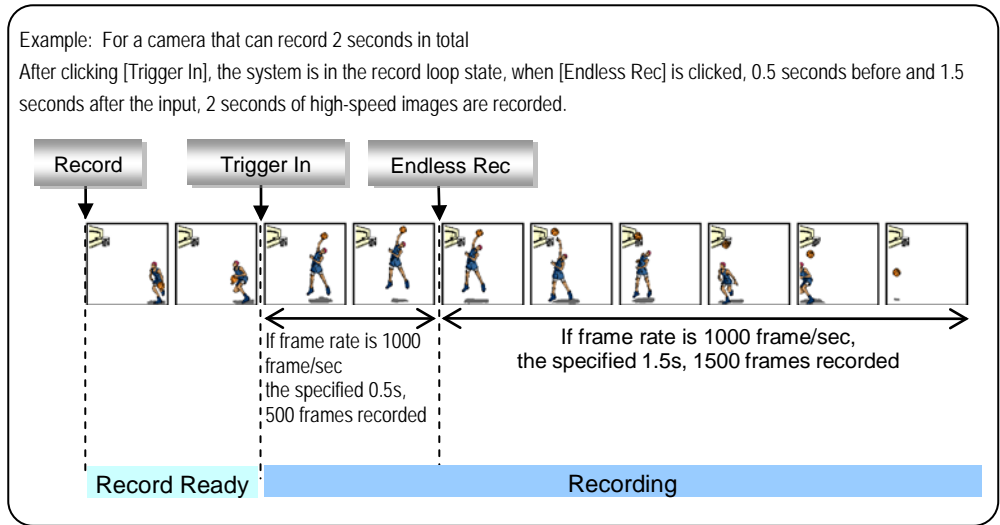 Example: For a camera that can record 2 seconds in total
After clicking [Trigger In], the system is in the record loop state, when [Endless Rec] is clicked, 0.5 seconds before and 1.5
seconds after the input, 2 seconds of high-speed images are recorded.
Record
Trigger In
Endless Rec
If frame rate is 1000
frame/sec
the specified 0.5s,
500 frames recorded
If frame rate is 1000 frame/sec,
the specified 1.5s, 1500 frames recorded
Record Ready
Recording